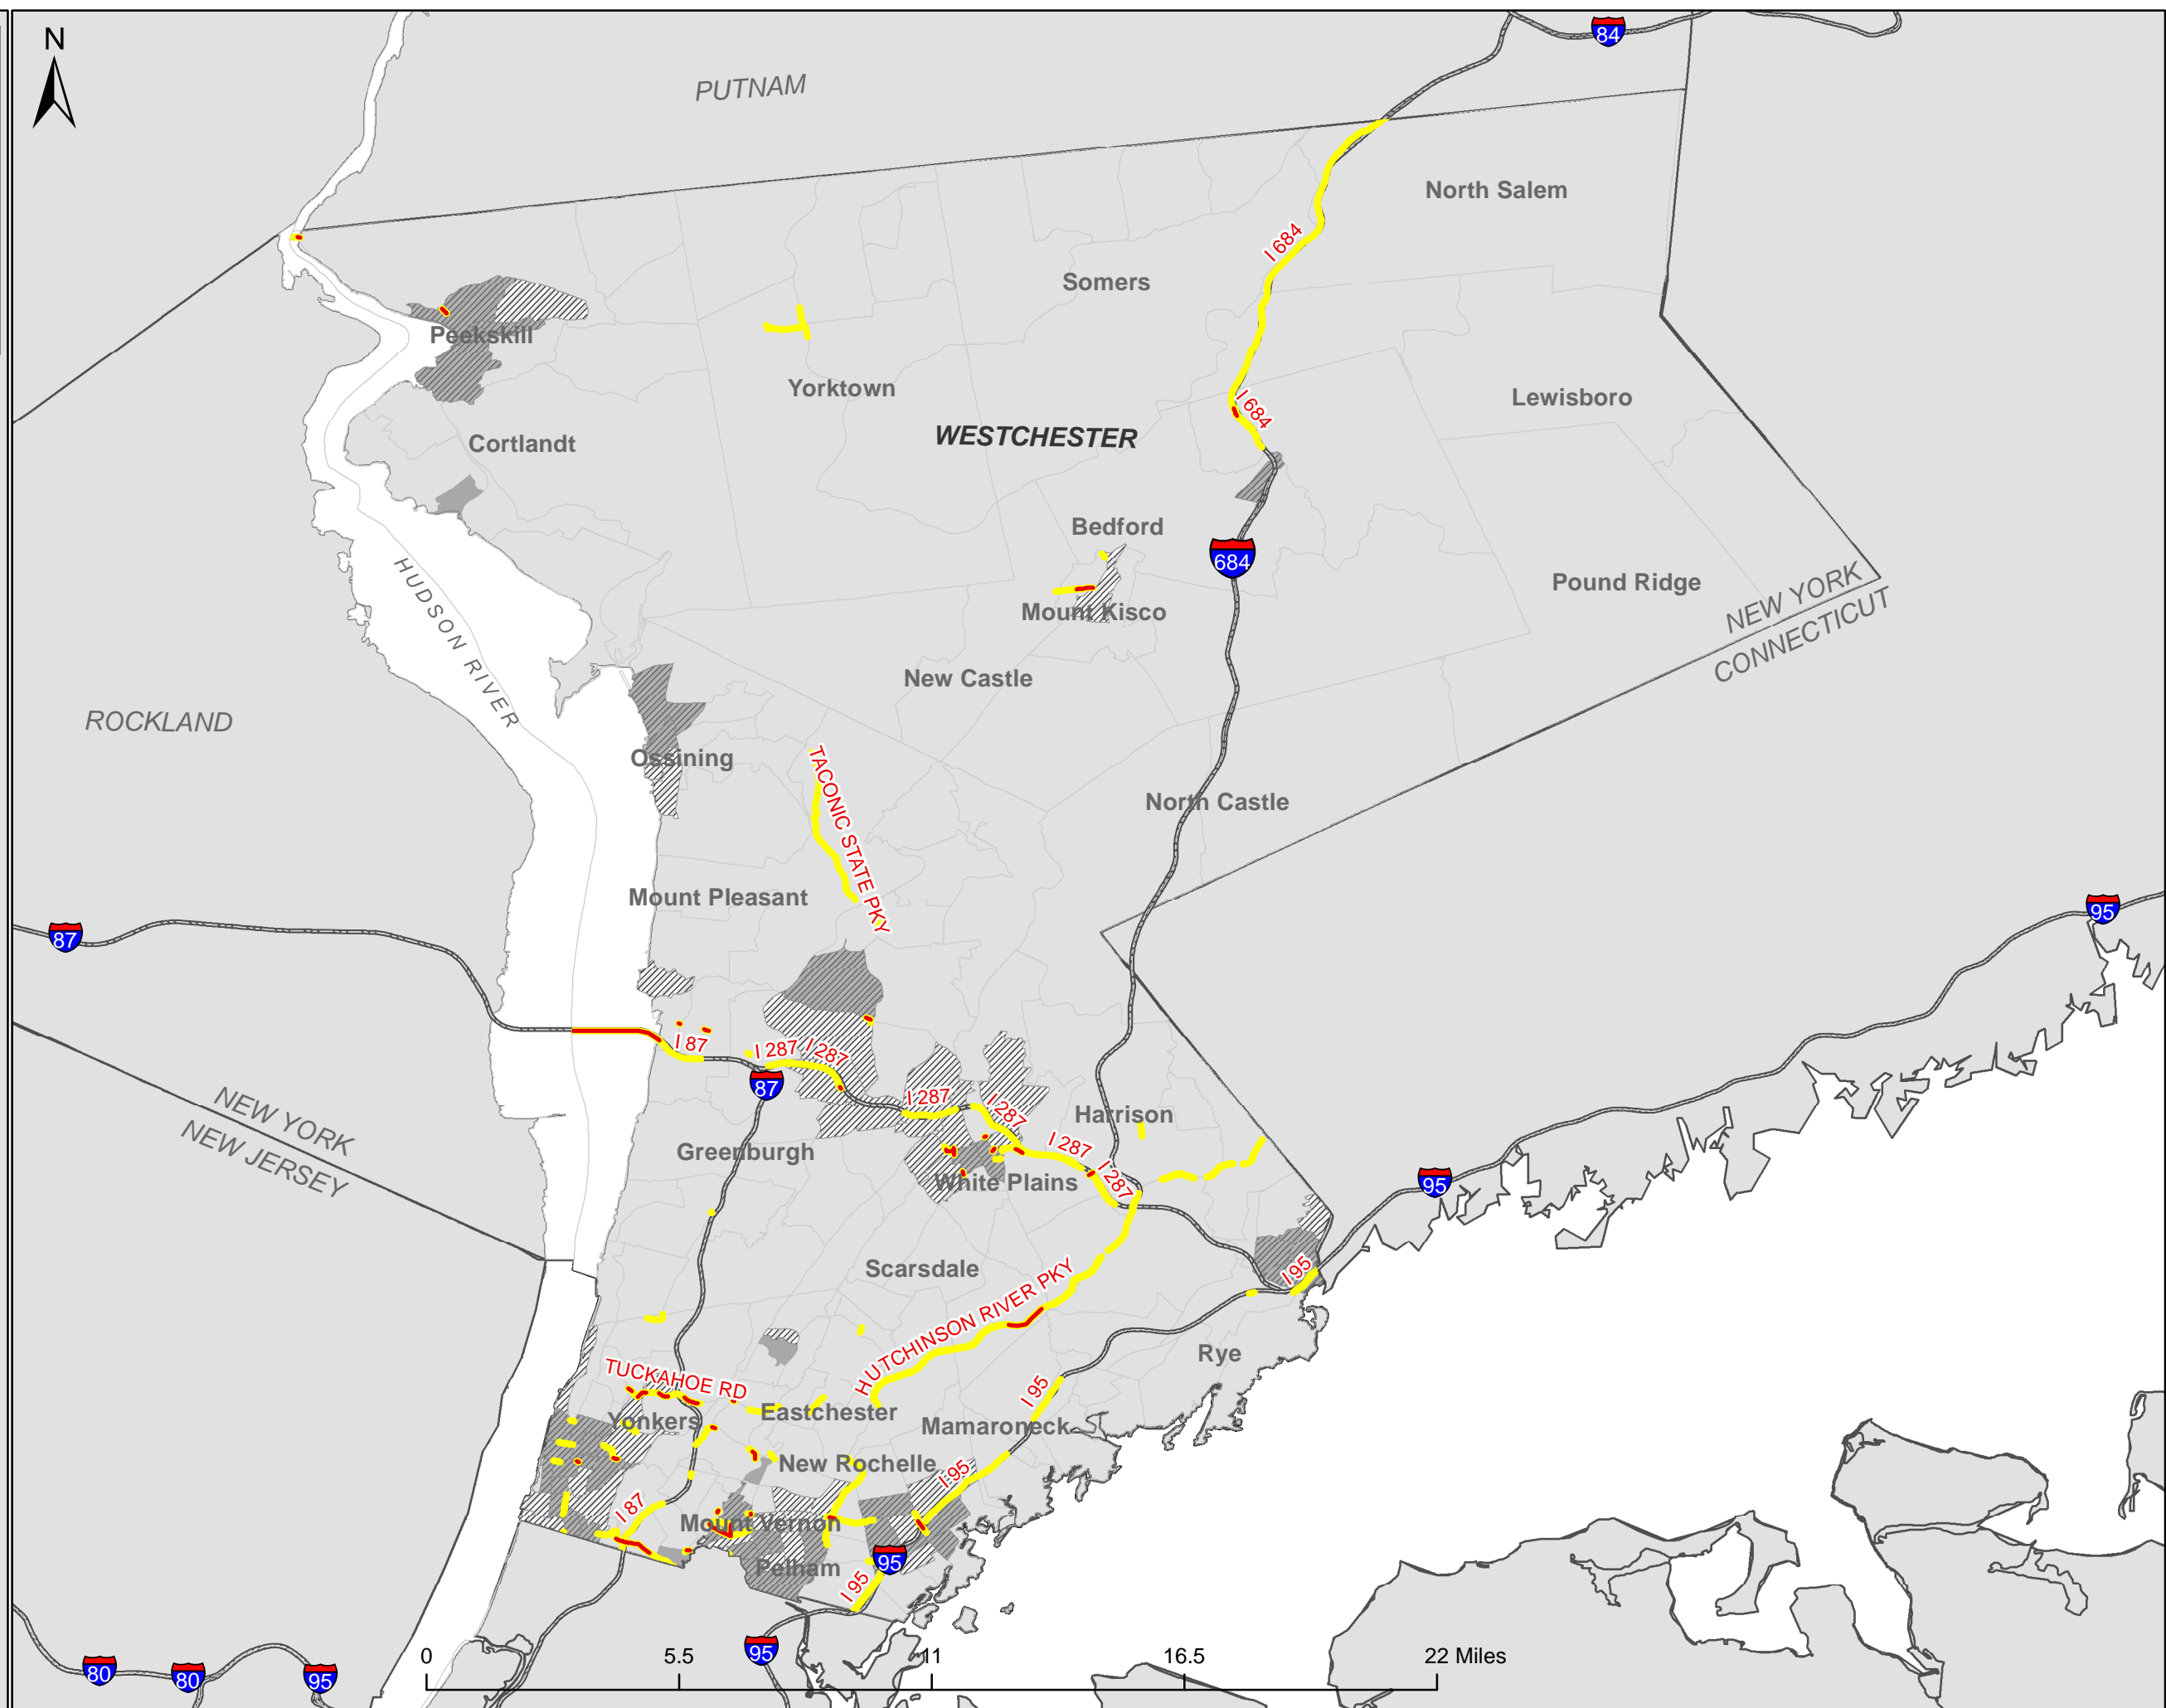 N
84
PUTNAM
North Salem
I 684
Somers
Peekskill
Yorktown
I 684
Lewisboro
WESTCHESTER
Cortlandt
Bedford
684
HUDSON RIVER
Pound Ridge
NEW YORK
CONNECTICUT
Mount Kisco
New Castle
ROCKLAND
Ossining
TACONIC STATE PKY
North Castle
Mount Pleasant
95
87
I 87
I 287
I 287
87
I 287
I 287
Harrison
NEW YORK
NEW JERSEY
Greenburgh
I 287
I 287
White Plains
95
Scarsdale
I 95
HUTCHINSON RIVER PKY
Rye
TUCKAHOE RD
I 95
Yonkers
Eastchester
Mamaroneck
New Rochelle
I 95
I 87
Mount Vernon
95
Pelham
I 95
95
0
5.5
11
16.5
22 Miles
80
80
95